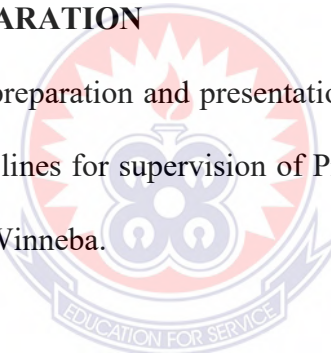 ARATION
preparation and presentatio
lines for supervision of P
Winneba.
EDUCATION FOR SERVICE